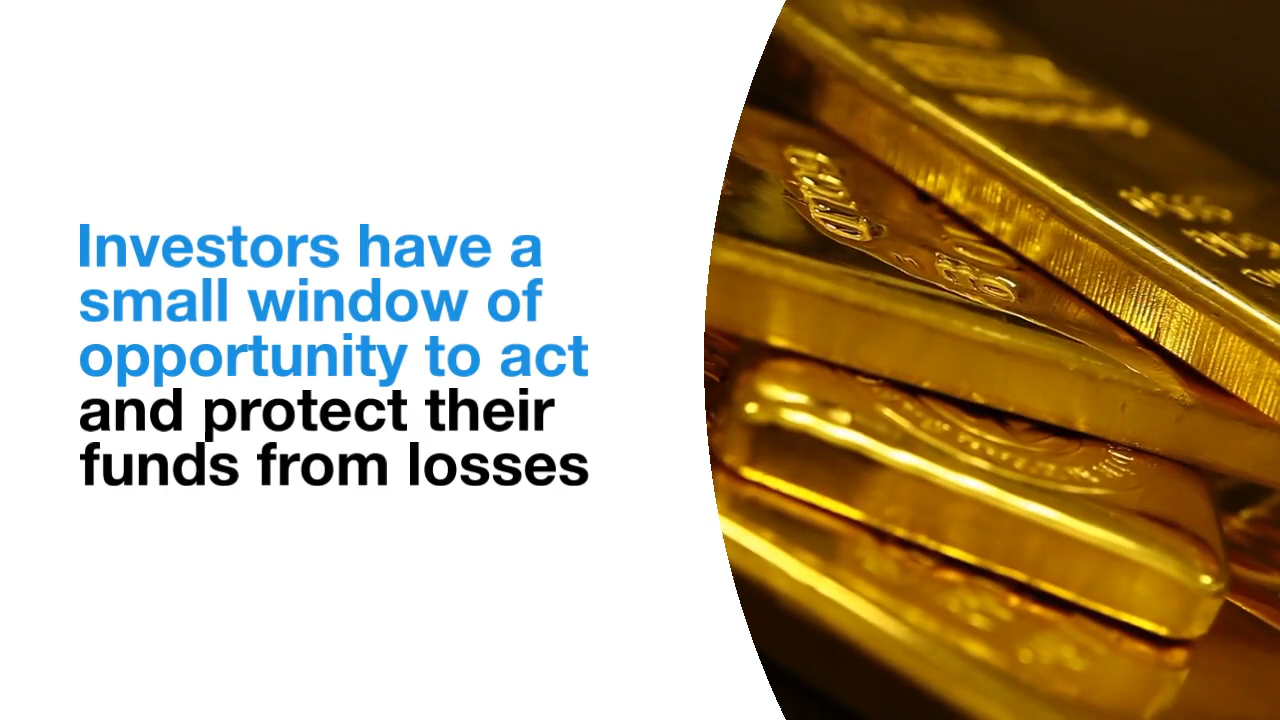 Investors have a
small window of
opportunity to act
and protect their
funds from losses